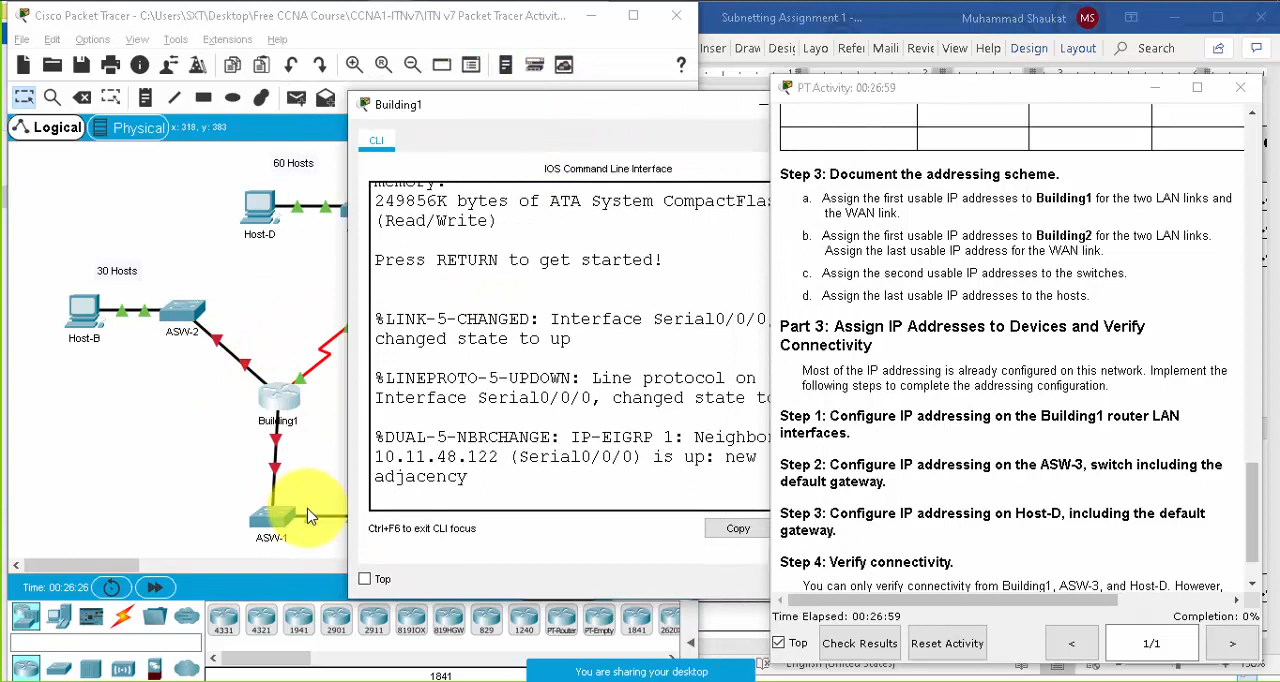 Cisco Packet Tracer - C:\Users\SXT\Desktop\Free CCNA Course\CCNA1-ITNv7\ITN v7 Packet Tracer Activit...
File Edit Options View Tools Extensions Help
?
Logical
Physical
x: 318, y: 383
60 Hosts
Host-D
30 Hosts
Host-B
ASW-2
Building1
ASW-1
Time: 00:26:26
4331 4321 1941 2901 2911 819IOX 819HGW 829 1240 PT-Router PT-Empty 1841 2620X
1841
Building1
CLI
IOS Command Line Interface
memory.
249856K bytes of ATA System CompactFlas
(Read/Write)
Press RETURN to get started!
%LINK-5-CHANGED: Interface Serial0/0/0,
changed state to up
%LINEPROTO-5-UPDOWN: Line protocol on
Interface Serial0/0/0, changed state to
%DUAL-5-NBRCHANGE: IP-EIGRP 1: Neighbor
10.11.48.122 (Serial0/0/0) is up: new
adjacency
Ctrl+F6 to exit CLI focus
Copy
Top
Subnetting Assignment 1 -...
Muhammad Shaukat
MS
Inser Draw Desig Layo Refer Maili Revie View Help Design Layout Search
PT Activity: 00:26:59
Step 3: Document the addressing scheme.
a. Assign the first usable IP addresses to Building1 for the two LAN links and
the WAN link.
b. Assign the first usable IP addresses to Building2 for the two LAN links.
Assign the last usable IP address for the WAN link.
c. Assign the second usable IP addresses to the switches.
d. Assign the last usable IP addresses to the hosts.
Part 3: Assign IP Addresses to Devices and Verify
Connectivity
Most of the IP addressing is already configured on this network. Implement the
following steps to complete the addressing configuration.
Step 1: Configure IP addressing on the Building1 router LAN
interfaces.
Step 2: Configure IP addressing on the ASW-3, switch including the
default gateway.
Step 3: Configure IP addressing on Host-D, including the default
gateway.
Step 4: Verify connectivity.
You can only verify connectivity from Building1, ASW-3, and Host-D. However,
Time Elapsed: 00:26:59
Completion: 0%
Top
Check Results
Reset Activity
<
1/1
>
You are sharing your desktop
English (United States)